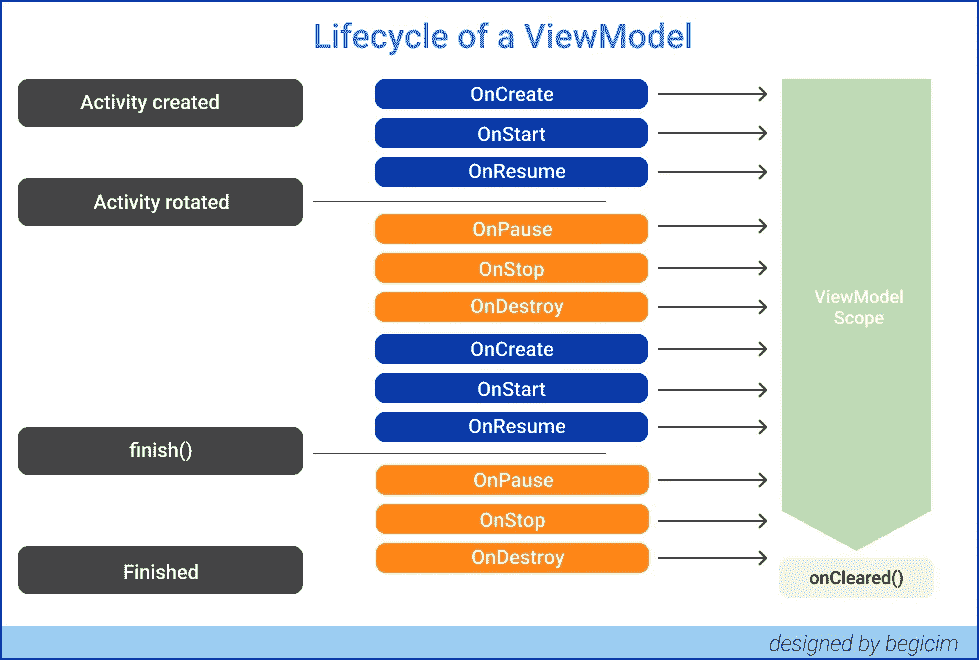 Lifecycle of a ViewModel
Activity created
OnCreate
OnStart
OnResume
Activity rotated
OnPause
OnStop
OnDestroy
ViewModel
Scope
OnCreate
OnStart
OnResume
finish()
OnPause
OnStop
OnDestroy
Finished
onCleared()
designed by begicim